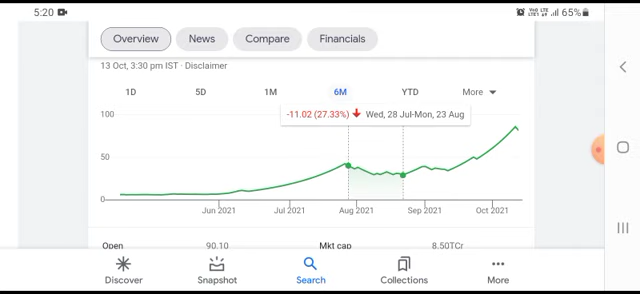 5:20 65%
Overview News Compare Financials
13 Oct, 3:30 pm IST · Disclaimer
1D 5D 1M 6M YTD More
-11.02 (27.33%) Wed, 28 Jul-Mon, 23 Aug
100
50
0
Jun 2021 Jul 2021 Aug 2021 Sep 2021 Oct 2021
Open 90.10 Mkt cap 8.50TCr
Discover Snapshot Search Collections More